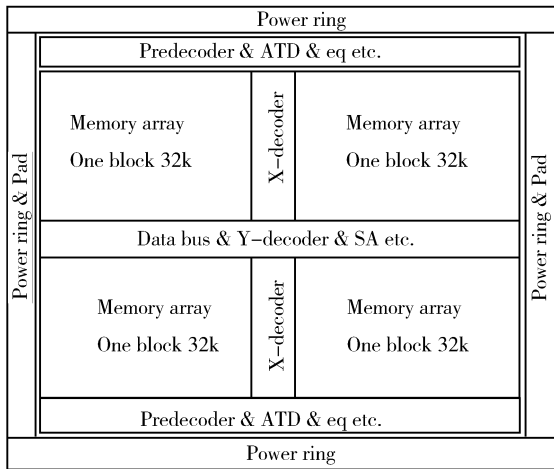 Power ring
Predecoder & ATD & eq etc.
Power ring & Pad
Memory array
One block 32k
X-decoder
Memory array
One block 32k
Power ring & Pad
Data bus & Y-decoder & SA etc.
Memory array
One block 32k
X-decoder
Memory array
One block 32k
Predecoder & ATD & eq etc.
Power ring